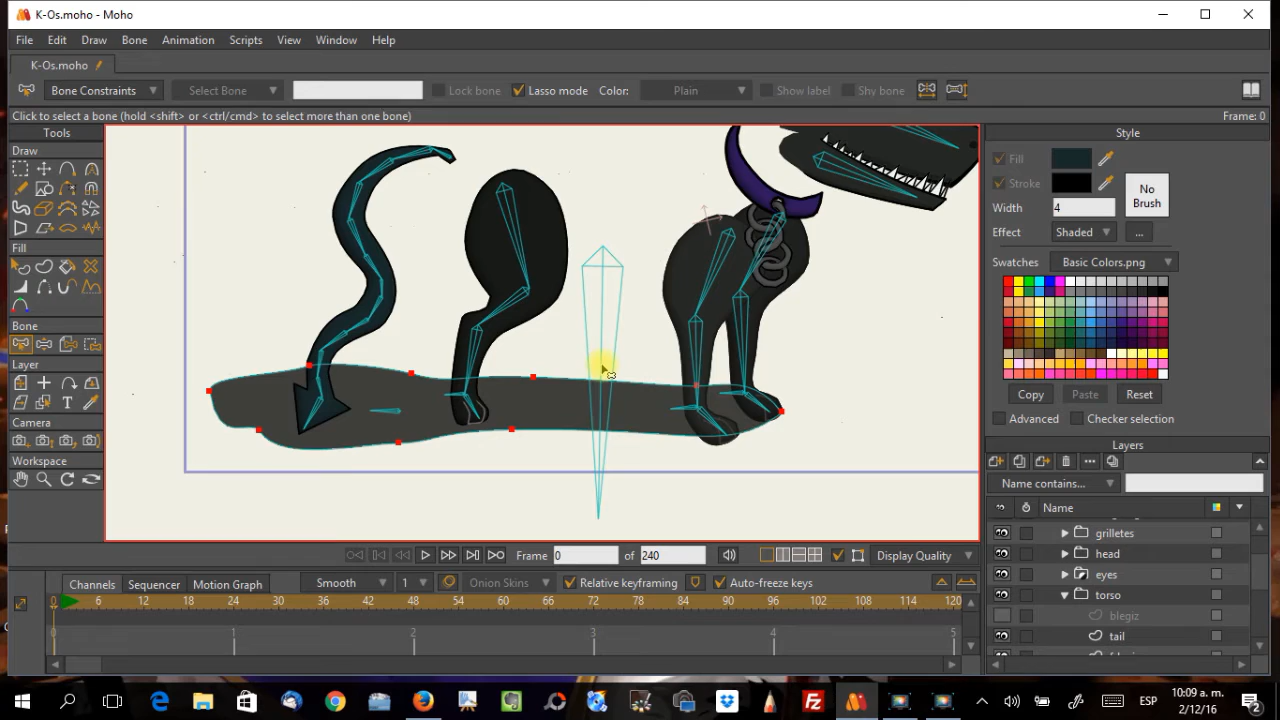 K-Os.moho - Moho
File Edit Draw Bone Animation Scripts View Window Help
K-Os.moho
Bone Constraints Select Bone Lock bone Lasso mode Color: Plain Show label Shy bone
Click to select a bone (hold <shift> or <ctrl/cmd> to select more than one bone) Frame: 0
Tools
Draw
Fill
Bone
Layer
Camera
Workspace
Style
Fill
Stroke
No Brush
Width 4
Effect Shaded ...
Swatches Basic Colors.png
Copy Paste Reset
Advanced Checker selection
Layers
Name contains...
Name
grilletes
head
eyes
torso
blegiz
tail
Frame 0 of 240 Display Quality
Channels Sequencer Motion Graph Smooth 1 Onion Skins Relative keyframing Auto-freeze keys
0 6 12 18 24 30 36 42 48 54 60 66 72 78 84 90 96 102 108 114 120
0 1 2 3 4 5
ESP 10:09 a. m.
2/12/16 2